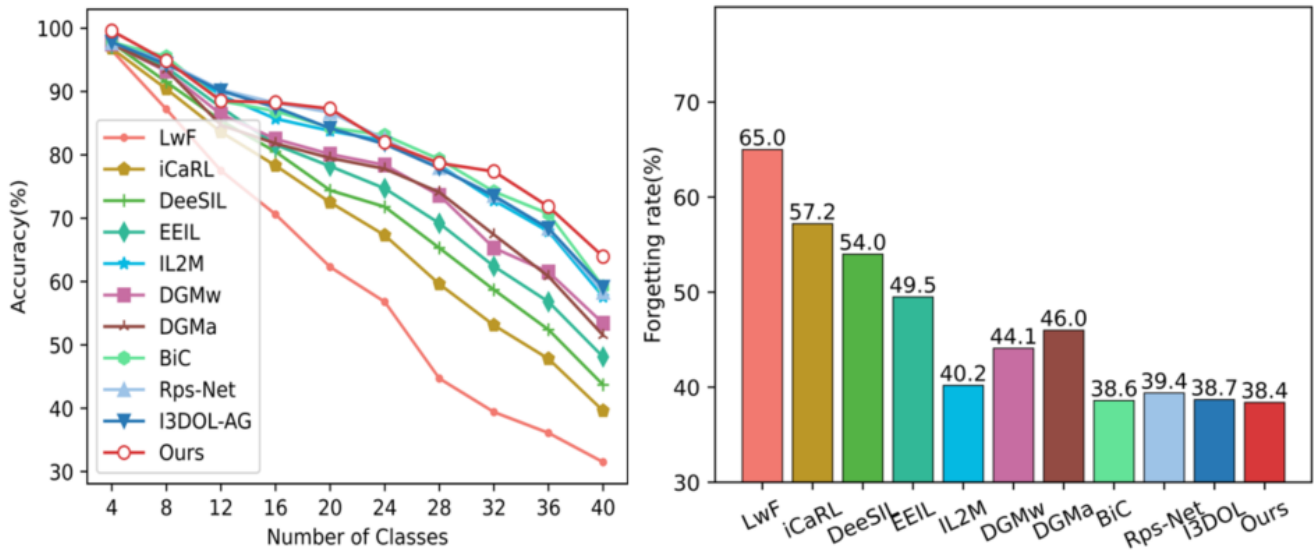 100
90
80
70
60
50
40
30
Accuracy(%)
LwF
iCaRL
DeeSIL
EEIL
IL2M
DGMw
DGMa
BiC
Rps-Net
I3DOL-AG
Ours
4 8 12 16 20 24 28 32 36 40
Number of Classes
70
60
50
40
30
Forgetting rate(%)
65.0
57.2
54.0
49.5
40.2
44.1
46.0
38.6
39.4
38.7
38.4
LwF
iCaRL
DeeSIL
EEIL
IL2M
DGMw
DGMa
BiC
Rps-Net
I3DOL
Ours